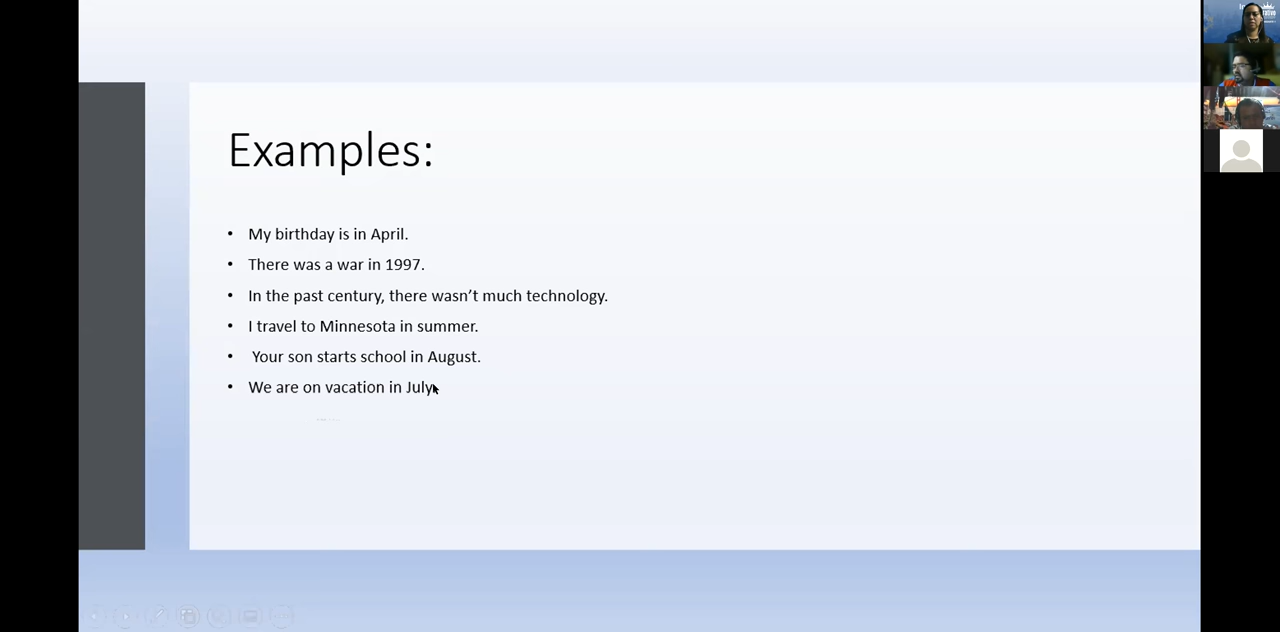 Examples:
• My birthday is in April.
• There was a war in 1997.
• In the past century, there wasn't much technology.
• I travel to Minnesota in summer.
• Your son starts school in August.
• We are on vacation in July